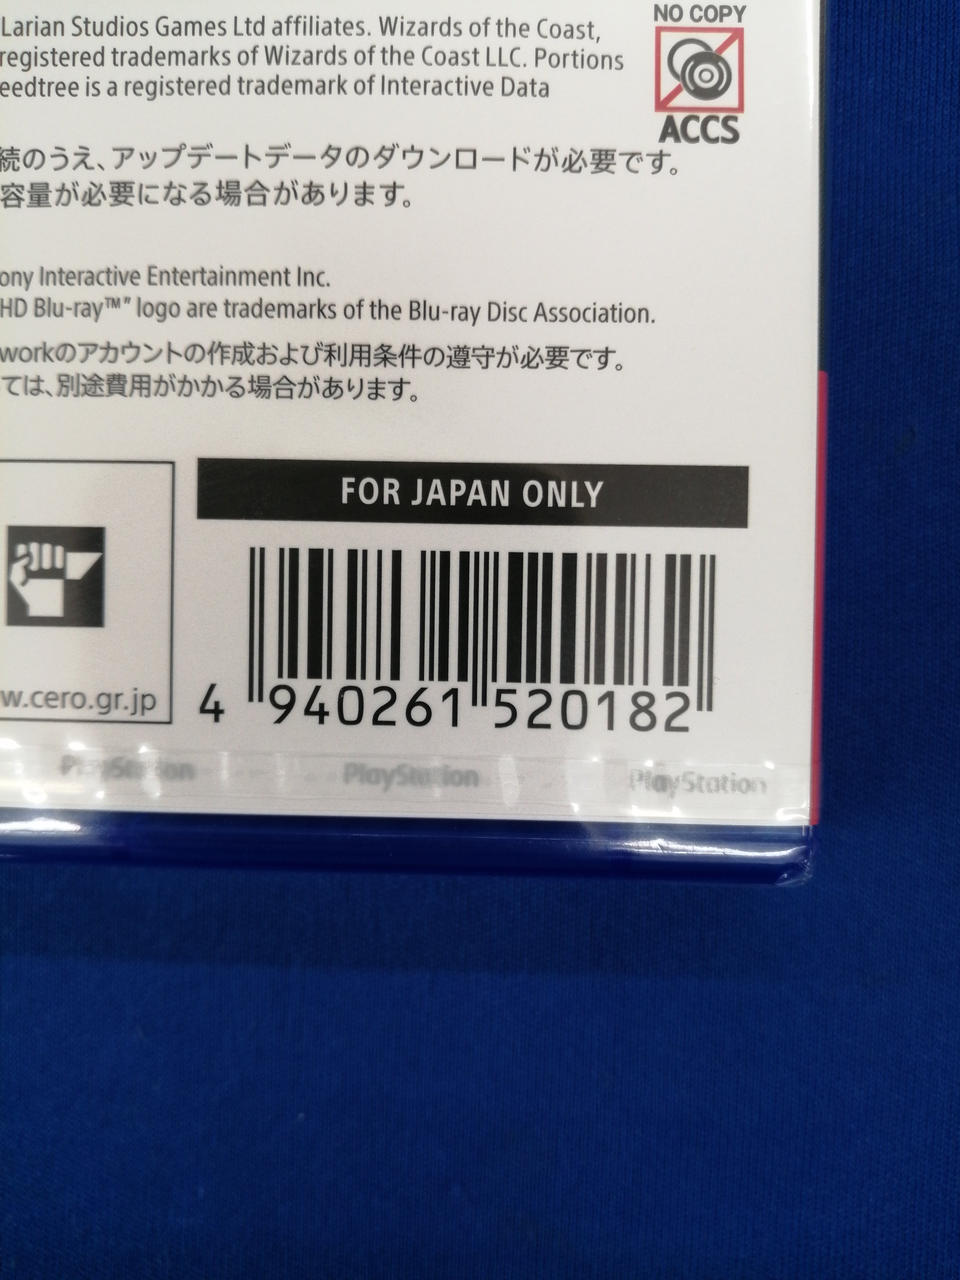 Larian Studios Games Ltd affiliates. Wizards of the Coast,
registered trademarks of Wizards of the Coast LLC. Portions
eedtree is a registered trademark of Interactive Data
NO COPY
ACCS
続のうえ、アップデートデータのダウンロードが必要です。
容量が必要になる場合があります。
ony Interactive Entertainment Inc.
HD Blu-ray™” logo are trademarks of the Blu-ray Disc Association.
workのアカウントの作成および利用条件の遵守が必要です。
ては、別途費用がかかる場合があります。
FOR JAPAN ONLY
w.cero.gr.jp
4 940261 520182
PlayStation PlayStation PlayStation